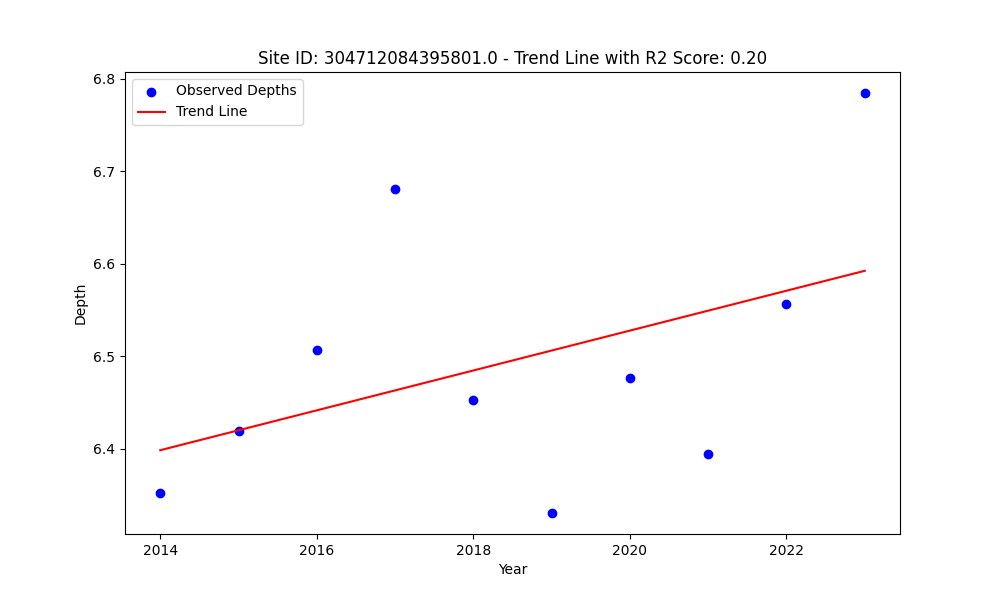 Site ID: 304712084395801.0 - Trend Line with R2 Score: 0.20
Observed Depths
Trend Line
6.8
6.7
6.6
6.5
6.4
Depth
2014
2016
2018
2020
2022
Year